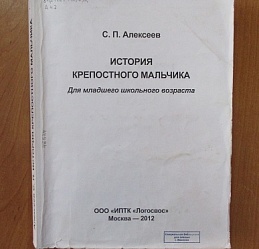 С. П. Алексеев
ИСТОРИЯ
КРЕПОСТНОГО МАЛЬЧИКА
Для младшего школьного возраста
ООО «ИПТК «Логосвос»
Москва — 2012